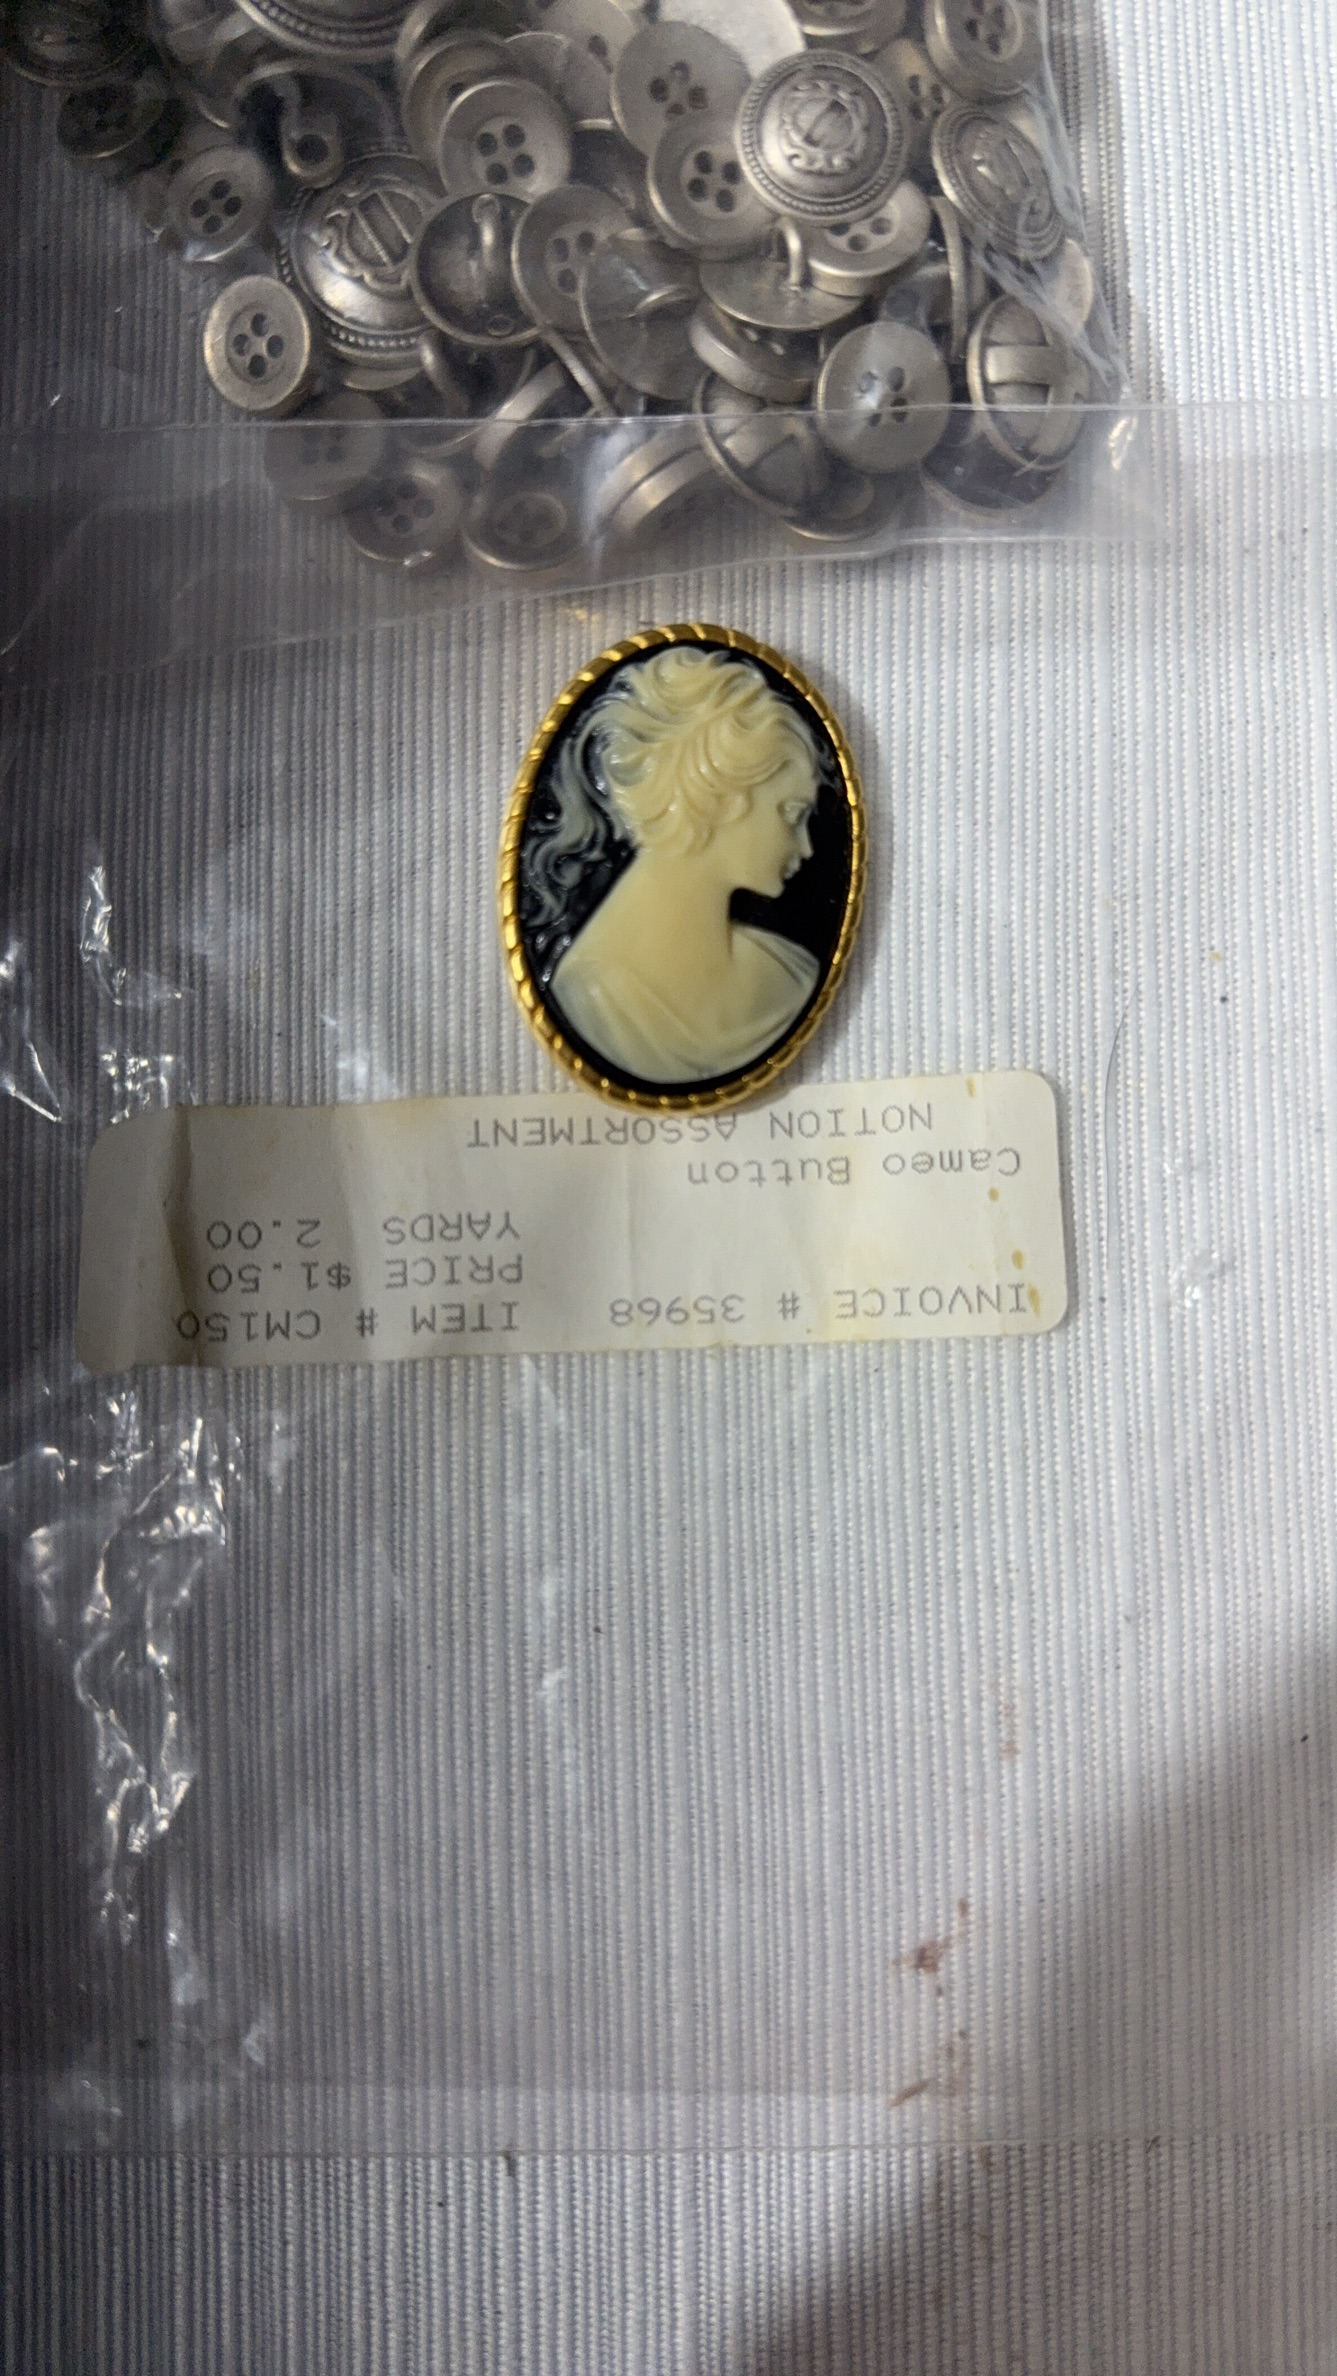 INVOICE # 35968 ITEM # CM150
PRICE $1.50
YARDS 2.00
Cameo Button
NOTION ASSORTMENT